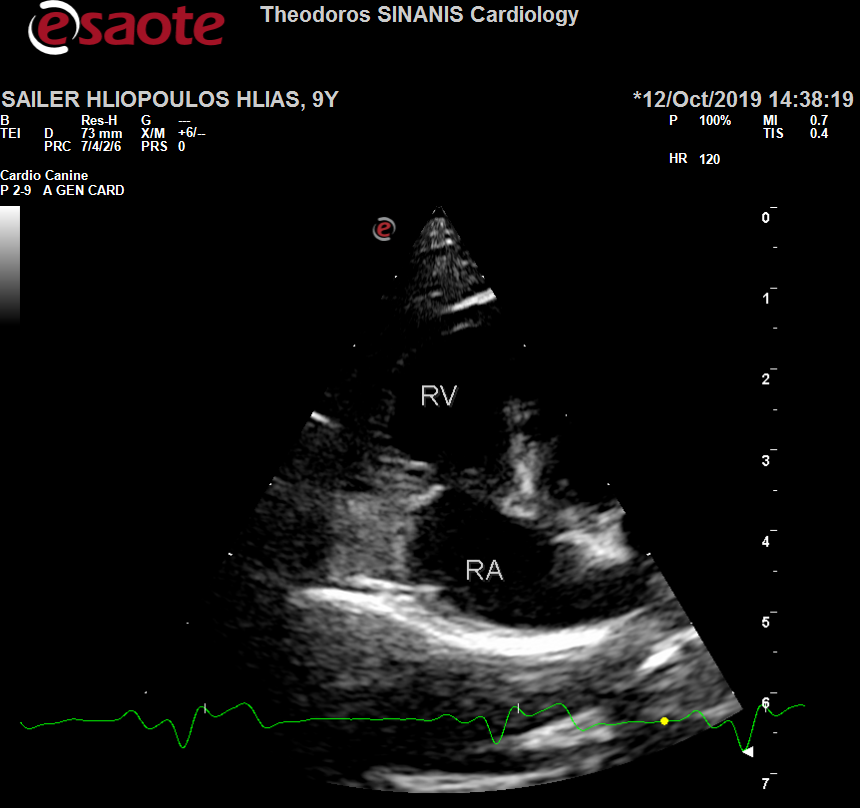 esaote
Theodoros SINANIS Cardiology
SAILER HLIOPOULOS HLIAS, 9Y
*12/Oct/2019 14:38:19
B Res-H G ---
TEI D 73 mm X/M +6/--
PRC 7/4/2/6 PRS 0
P 100% MI 0.7
TIS 0.4
HR 120
Cardio Canine
P 2-9 A GEN CARD
e
0
1
2
RV
3
4
RA
5
6
7